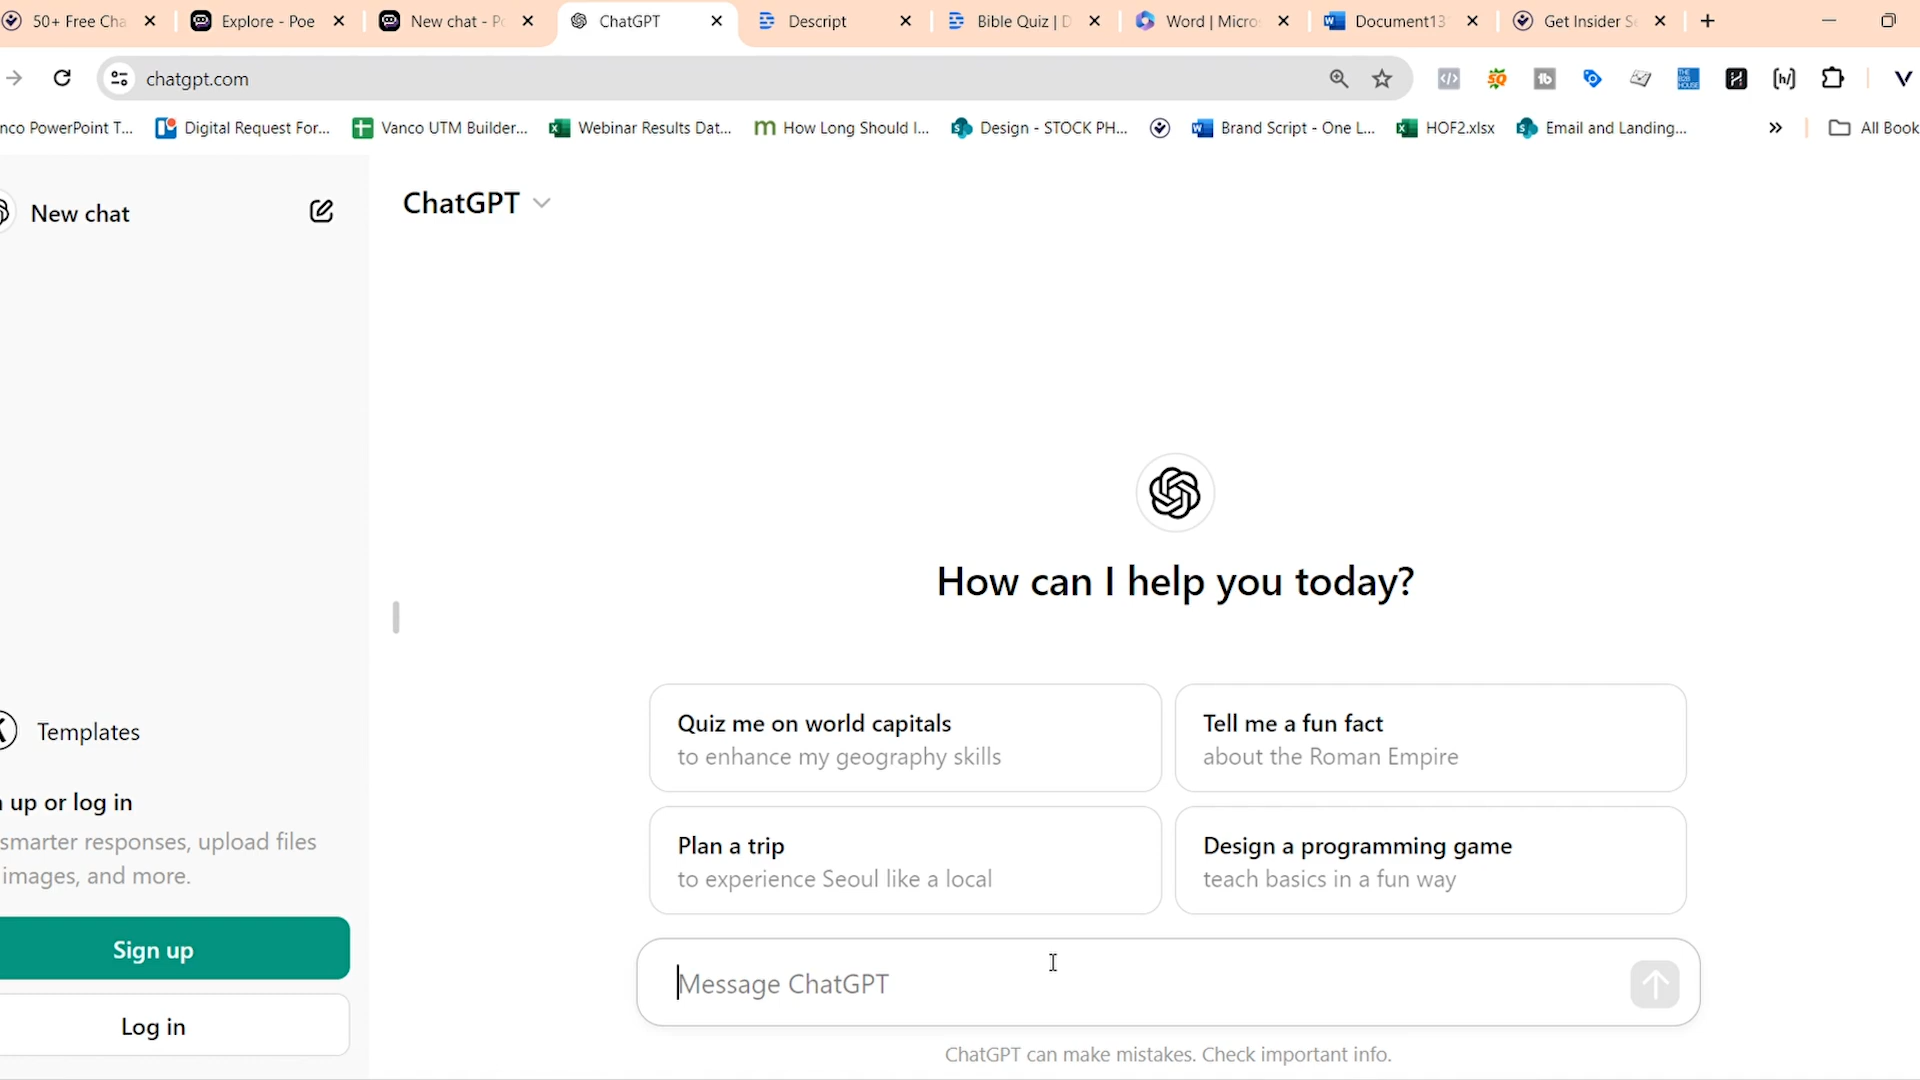 50+ Free Cha
Explore - Poe
New chat - Po
ChatGPT
Descript
Bible Quiz | D
Word | Micro
Document13
Get Insider S
chatgpt.com
nco PowerPoint T...
Digital Request For...
Vanco UTM Builder...
Webinar Results Dat...
How Long Should I...
Design - STOCK PH...
Brand Script - One L...
HOF2.xlsx
Email and Landing...
All Book
New chat
ChatGPT
How can I help you today?
Quiz me on world capitals
to enhance my geography skills
Tell me a fun fact
about the Roman Empire
Plan a trip
to experience Seoul like a local
Design a programming game
teach basics in a fun way
Templates
up or log in
smarter responses, upload files
images, and more.
Sign up
Log in
Message ChatGPT
ChatGPT can make mistakes. Check important info.